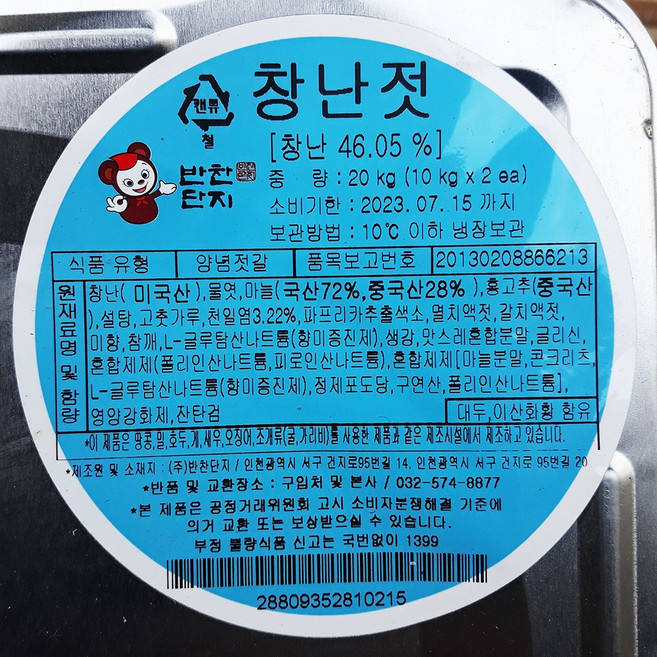 캔류
철
창난젓
[창난 46.05 %]
반찬
단지
중 량 : 20 kg (10 kg x 2 ea)
소비기한 : 2023. 07. 15 까지
보관방법 : 10℃ 이하 냉장보관
식품 유형 양념젓갈 품목보고번호 20130208866213
원재료명 및 함량
창난( 미국산 ),물엿,마늘( 국산72%,중국산28% ),홍고추(중국산
),설탕,고춧가루,천일염3.22%,파프리카추출색소,멸치액젓,갈치액젓,
미향,참깨,L-글루탐산나트륨(향미증진제),생강,맛스레혼합분말,글리신,
혼합제제(폴리인산나트륨,피로인산나트륨),혼합제제[마늘분말,콘크리츠,
L-글루탐산나트륨(향미증진제),정제포도당,구연산,폴리인산나트륨],
영양강화제,잔탄검
대두,이산화황 함유
*이 제품은 땅콩,밀,호두,게,새우,오징어,조개류(굴,가리비)를 사용한 제품과 같은 제조시설에서 제조하고 있습니다.
*제조원 및 소재지 : (주)반찬단지 / 인천광역시 서구 건지로95번길 14, 인천광역시 서구 건지로 95번길 20
*반품 및 교환장소 : 구입처 및 본사 / 032-574-8877
*본 제품은 공정거래위원회 고시 소비자분쟁해결 기준에
의거 교환 또는 보상받으실 수 있습니다.
부정 불량식품 신고는 국번없이 1399
28809352810215